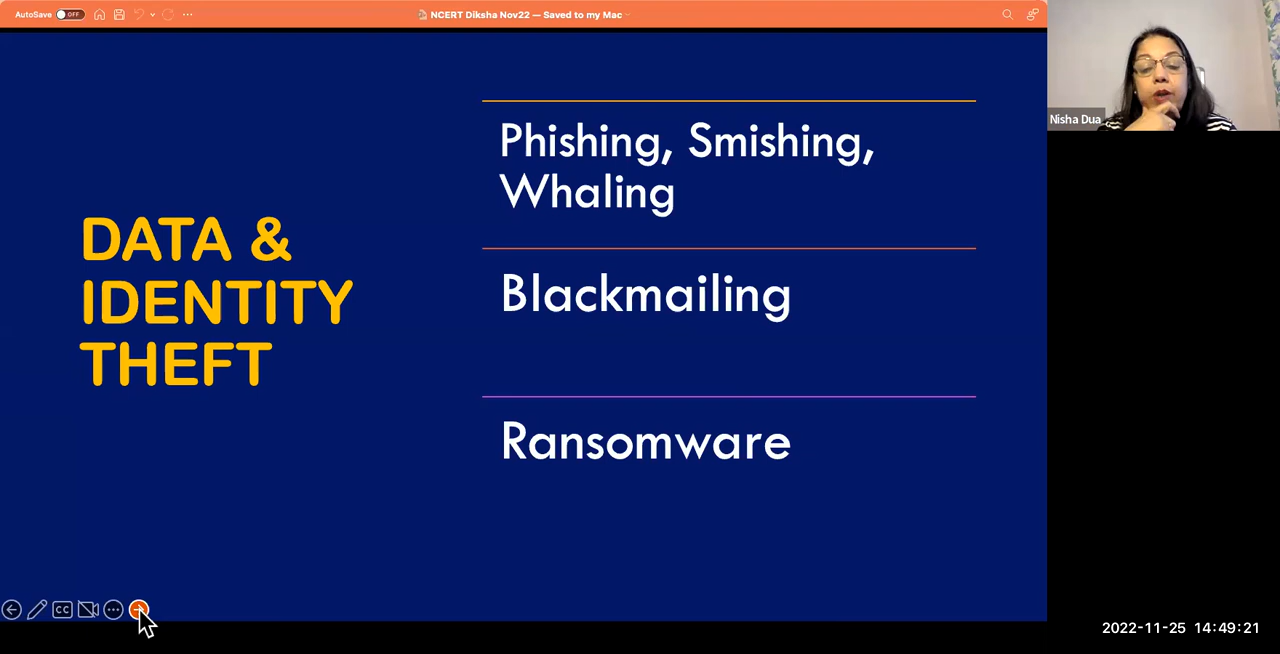 AutoSave OFF
NCERT Diksha Nov22 — Saved to my Mac
Nisha Dua
DATA &
IDENTITY
THEFT
Phishing, Smishing,
Whaling
Blackmailing
Ransomware
CC
2022-11-25 14:49:21